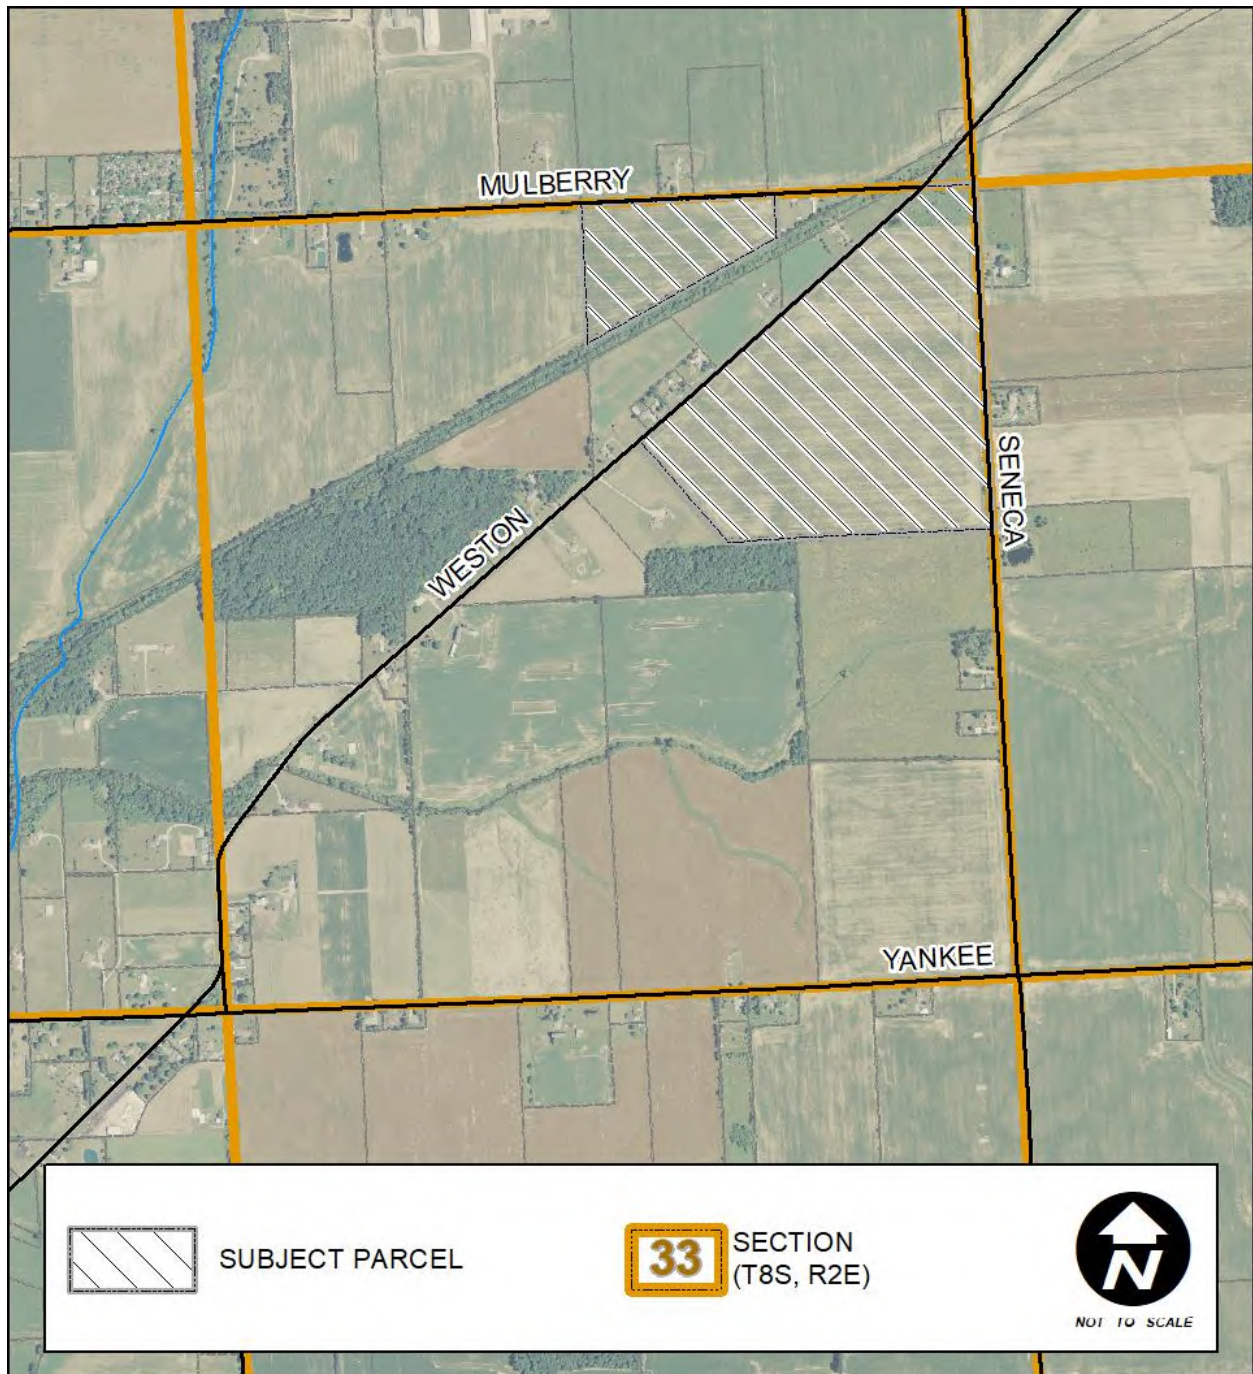 MULBERRY
SENECA
WESTON
YANKEE
SUBJECT PARCEL
33
SECTION
(T8S, R2E)
N
NOT TO SCALE